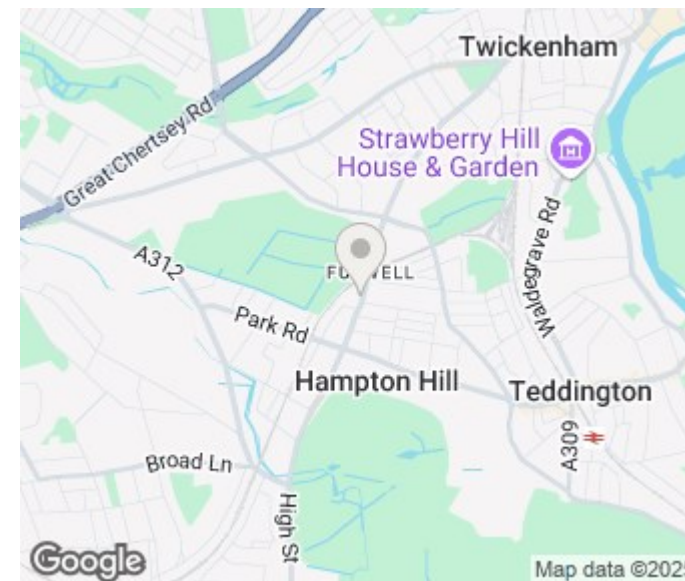 Twickenham
Strawberry Hill
House & Garden
Great Chertsey Rd
Waldegrave Rd
A312
Park Rd
Hampton Hill
Teddington
A309
Broad Ln
High St
Google
Map data ©2025